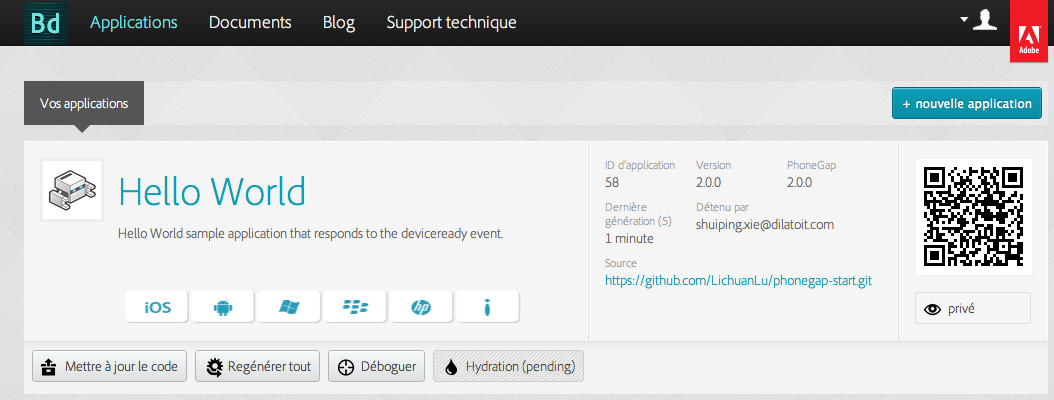 Bd Applications Documents Blog Support technique
Adobe
Vos applications
+ nouvelle application
Hello World
Hello World sample application that responds to the deviceready event.
iOS
hp
ID d'application Version PhoneGap
58 2.0.0 2.0.0
Dernière Détenu par
génération (5) shuiping.xie@dilatoit.com
1 minute
Source
https://github.com/LichuanLu/phonegap-start.git
privé
Mettre à jour le code Regénérer tout Déboguer Hydration (pending)